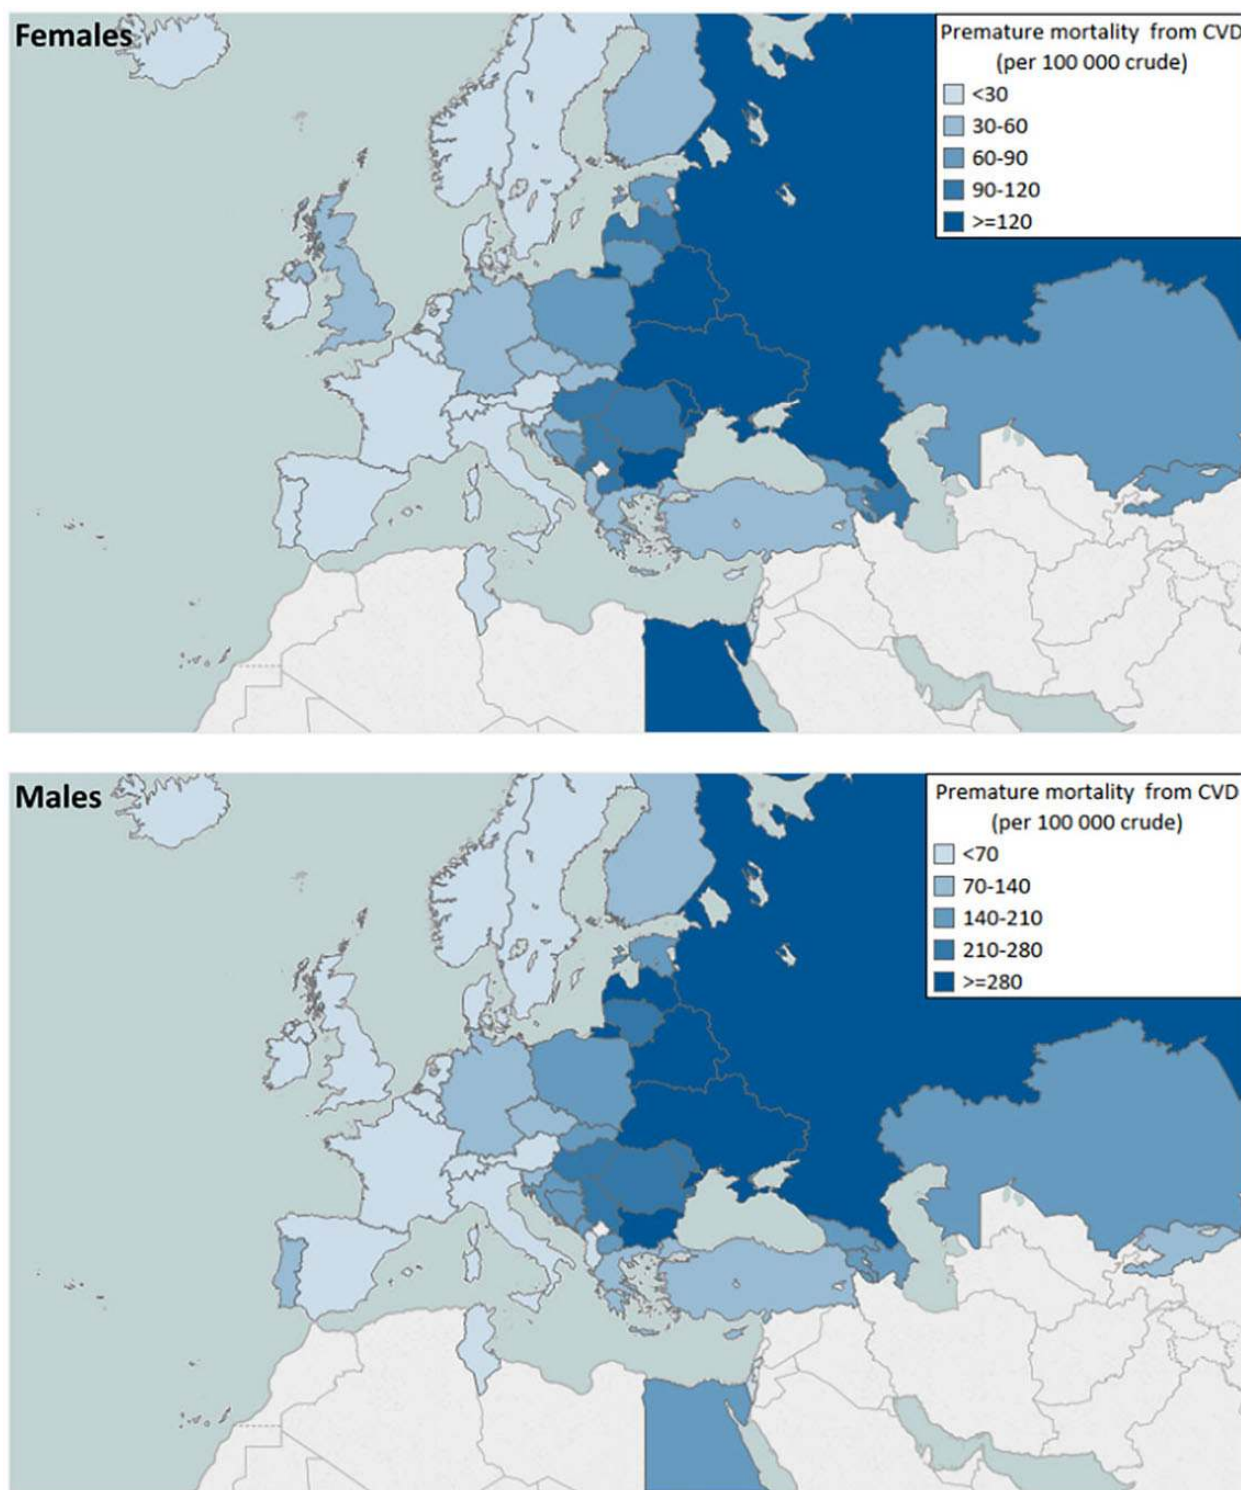 Females
Premature mortality from CVD
(per 100 000 crude)
<30
30-60
60-90
90-120
>=120
Males
Premature mortality from CVD
(per 100 000 crude)
<70
70-140
140-210
210-280
>=280